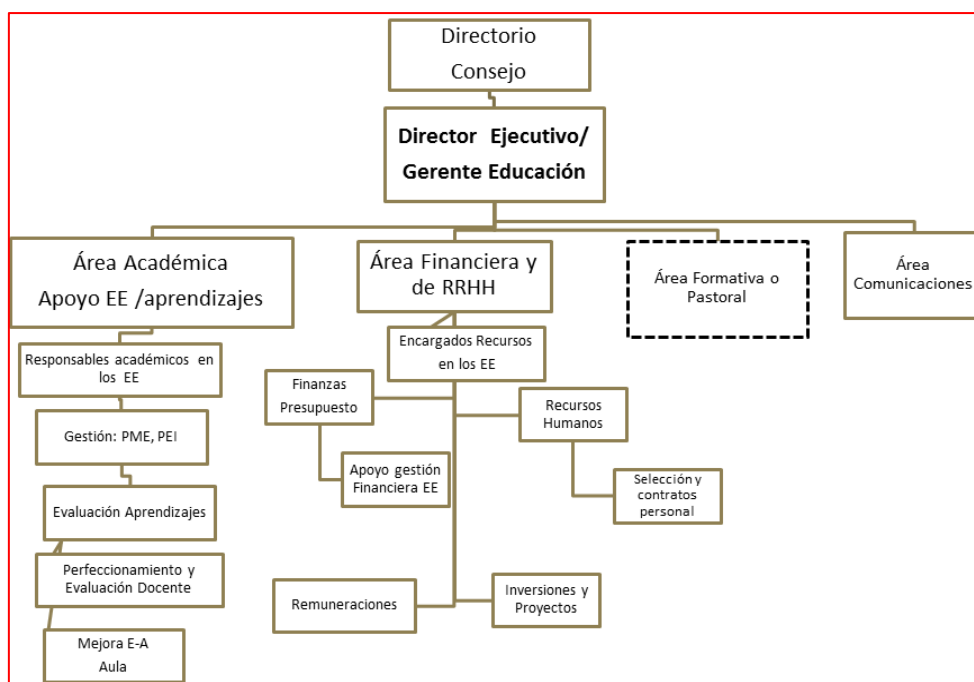 Directorio
Consejo
Director Ejecutivo/
Gerente Educación
Área Académica
Apoyo EE /aprendizajes
Área Financiera y
de RRHH
Área Formativa o
Pastoral
Área
Comunicaciones
Responsables académicos en
los EE
Encargados Recursos
en los EE
Finanzas
Presupuesto
Recursos
Humanos
Gestión: PME, PEI
Apoyo gestión
Financiera EE
Selección y
contratos
personal
Evaluación Aprendizajes
Perfeccionamiento y
Evaluación Docente
Remuneraciones
Inversiones y
Proyectos
Mejora E-A
Aula